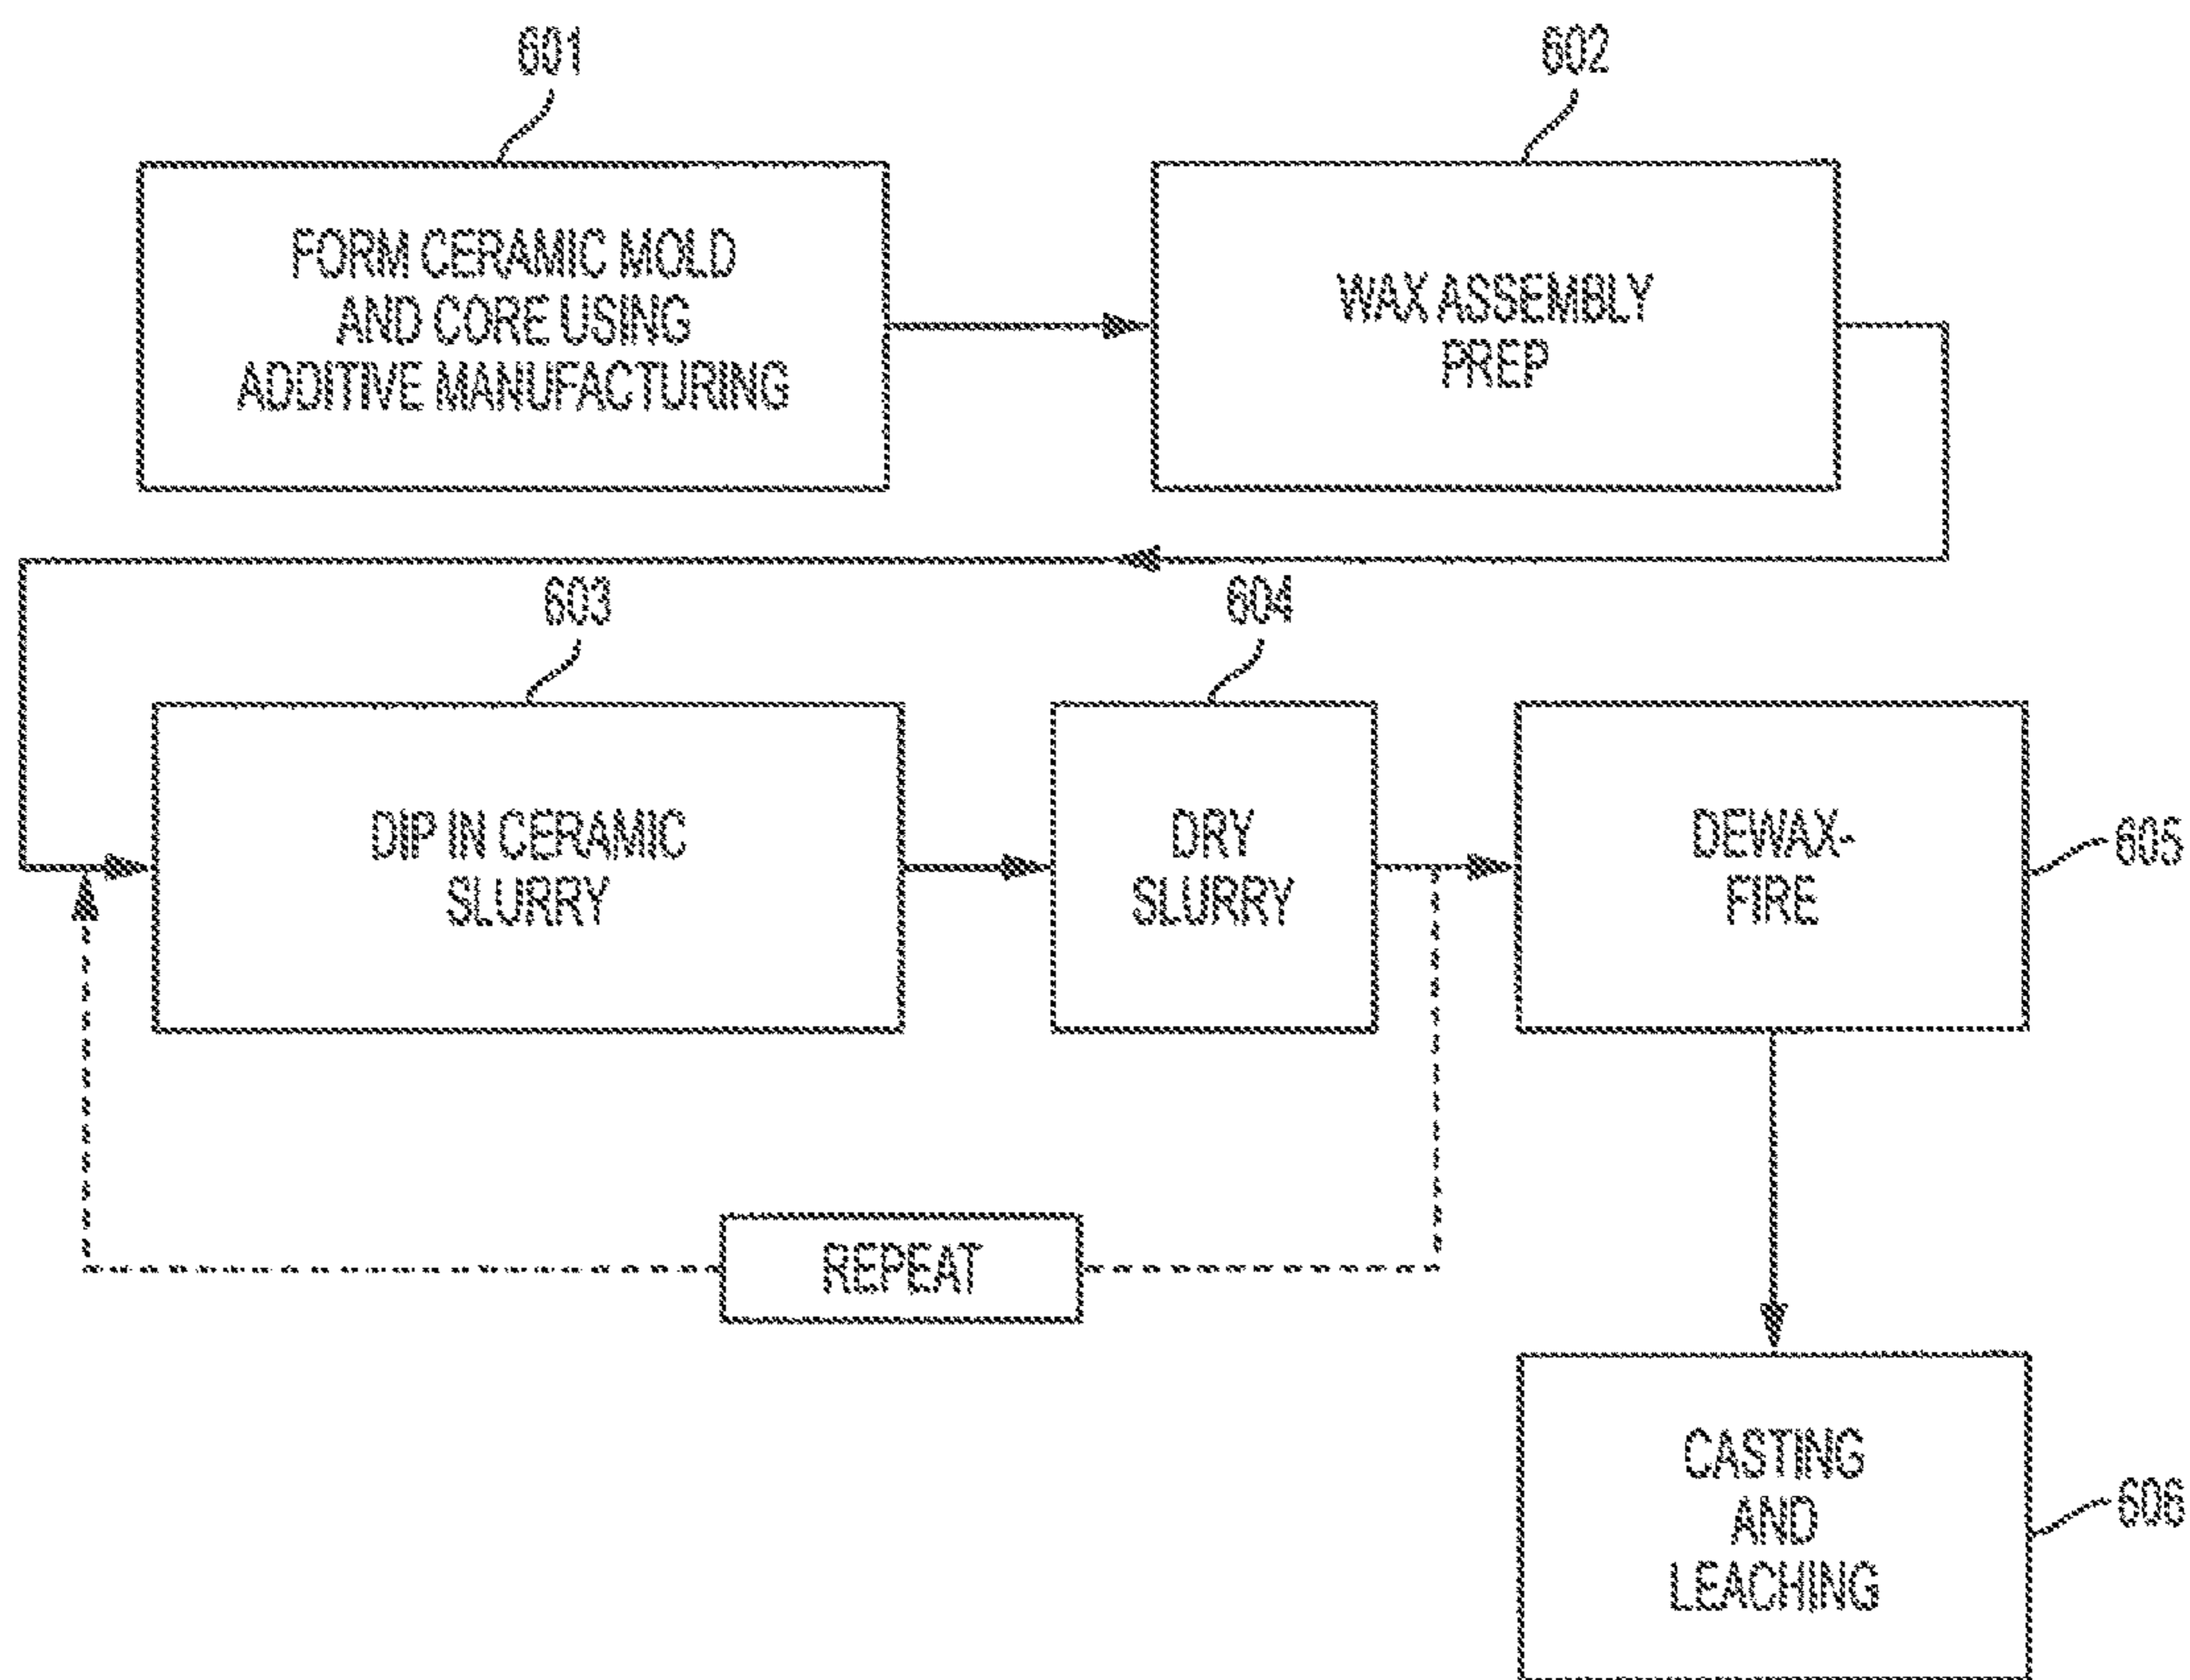 601
602
FORM CERAMIC MOLD
AND CORE USING
ADDITIVE MANUFACTURING
WAX ASSEMBLY
PREP
603
604
DIP IN CERAMIC
SLURRY
DRY
SLURRY
DEWAX-
FIRE
605
REPEAT
CASTING
AND
LEACHING
606